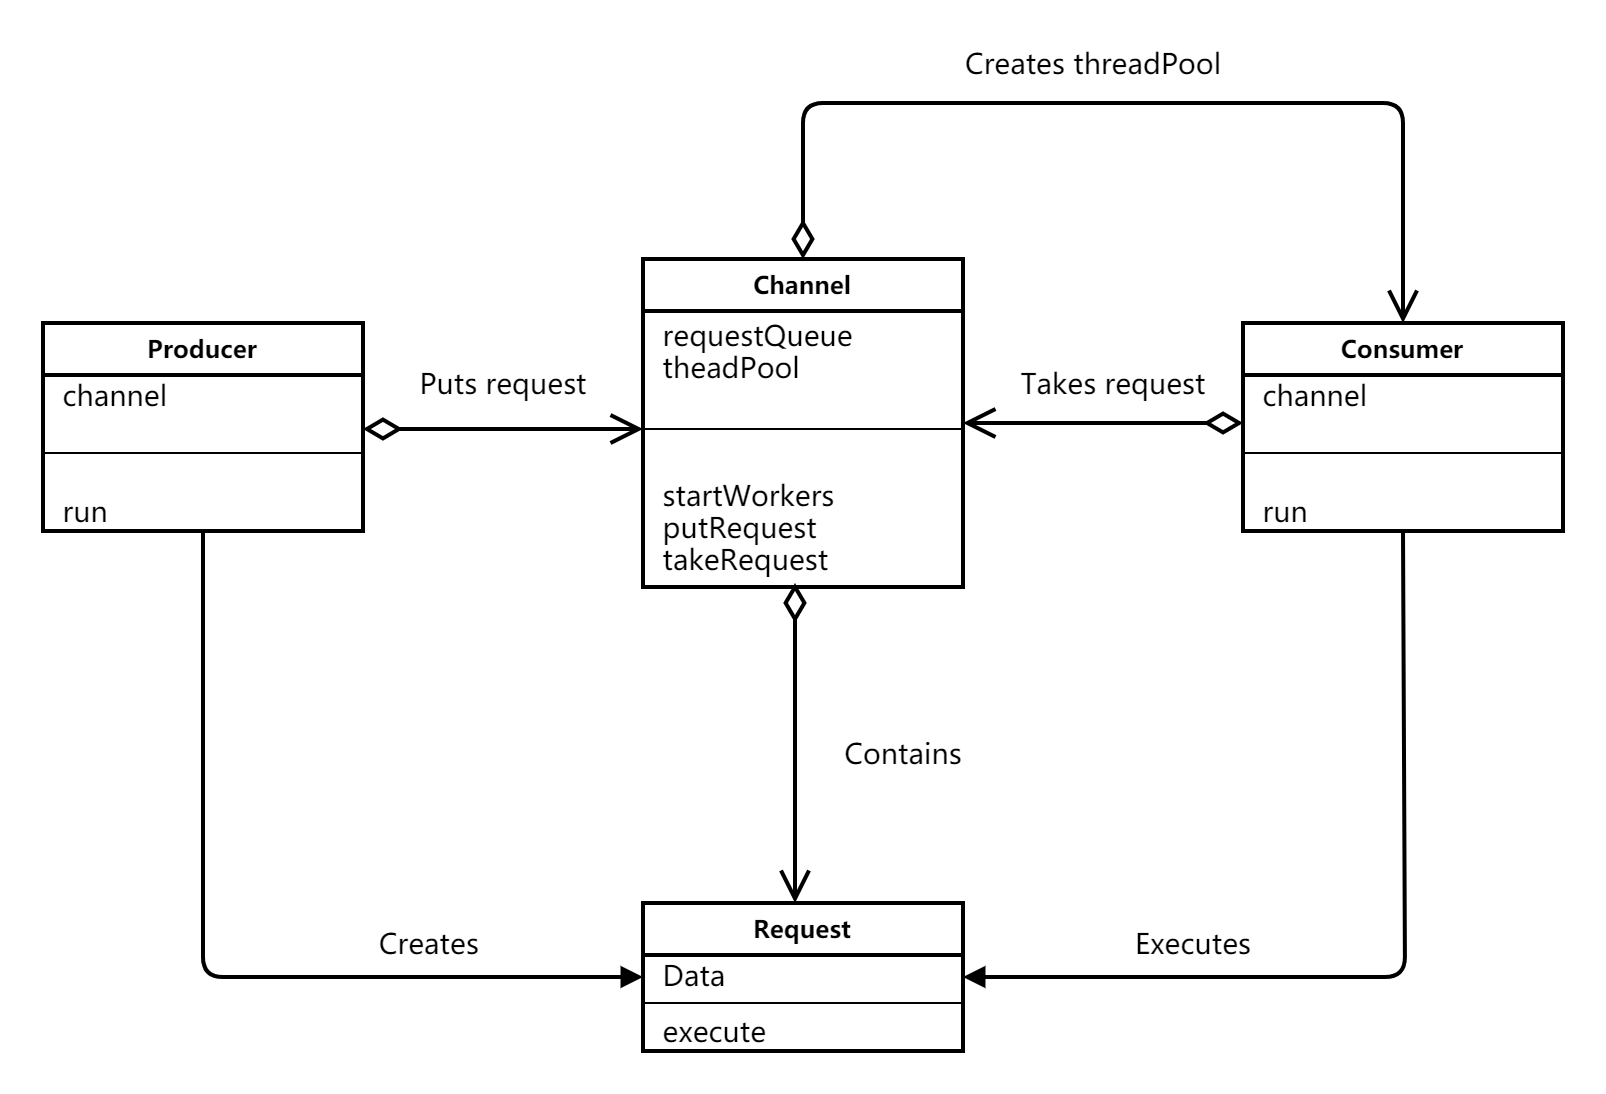 Creates threadPool
Channel
requestQueue
theadPool
startWorkers
putRequest
takeRequest
Producer
channel
run
Puts request
Takes request
Consumer
channel
run
Contains
Creates
Executes
Request
Data
execute